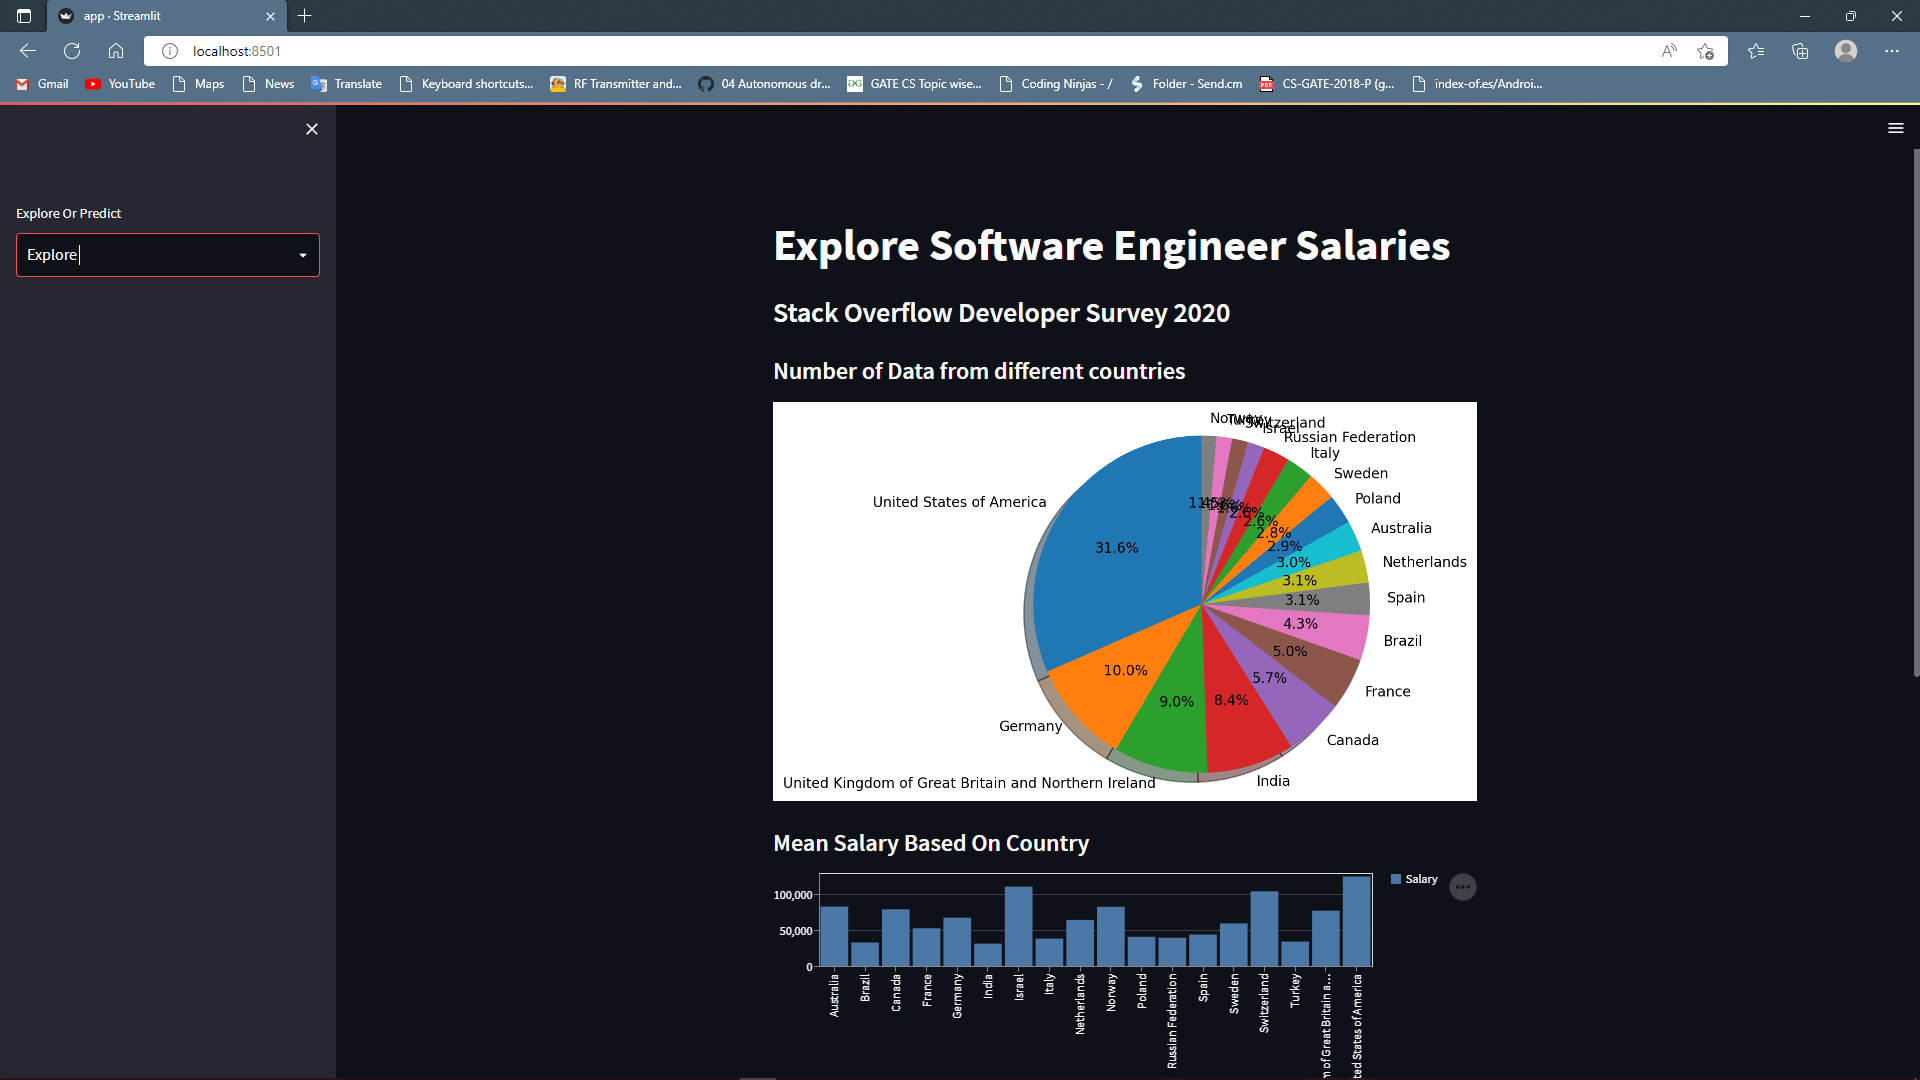 app · Streamlit
localhost:8501
Gmail YouTube Maps News Translate Keyboard shortcuts... RF Transmitter and... 04 Autonomous dr... GATE CS Topic wise... Coding Ninjas - / Folder - Send.cm CS-GATE-2018-P (g... index-of.es/Androi...
Explore Or Predict
Explore
Explore Software Engineer Salaries
Stack Overflow Developer Survey 2020
Number of Data from different countries
Norway
Turkey
Switzerland
Israel
Russian Federation
Italy
Sweden
Poland
Australia
Netherlands
Spain
Brazil
France
Canada
India
United Kingdom of Great Britain and Northern Ireland
Germany
United States of America
31.6%
10.0%
9.0%
8.4%
5.7%
5.0%
4.3%
3.1%
3.1%
3.0%
2.9%
2.8%
2.6%
2.6%
Mean Salary Based On Country
100,000
50,000
0
Salary
Australia
Brazil
Canada
France
Germany
India
Israel
Italy
Netherlands
Norway
Poland
Russian Federation
Spain
Sweden
Switzerland
Turkey
of Great Britain a...
States of America